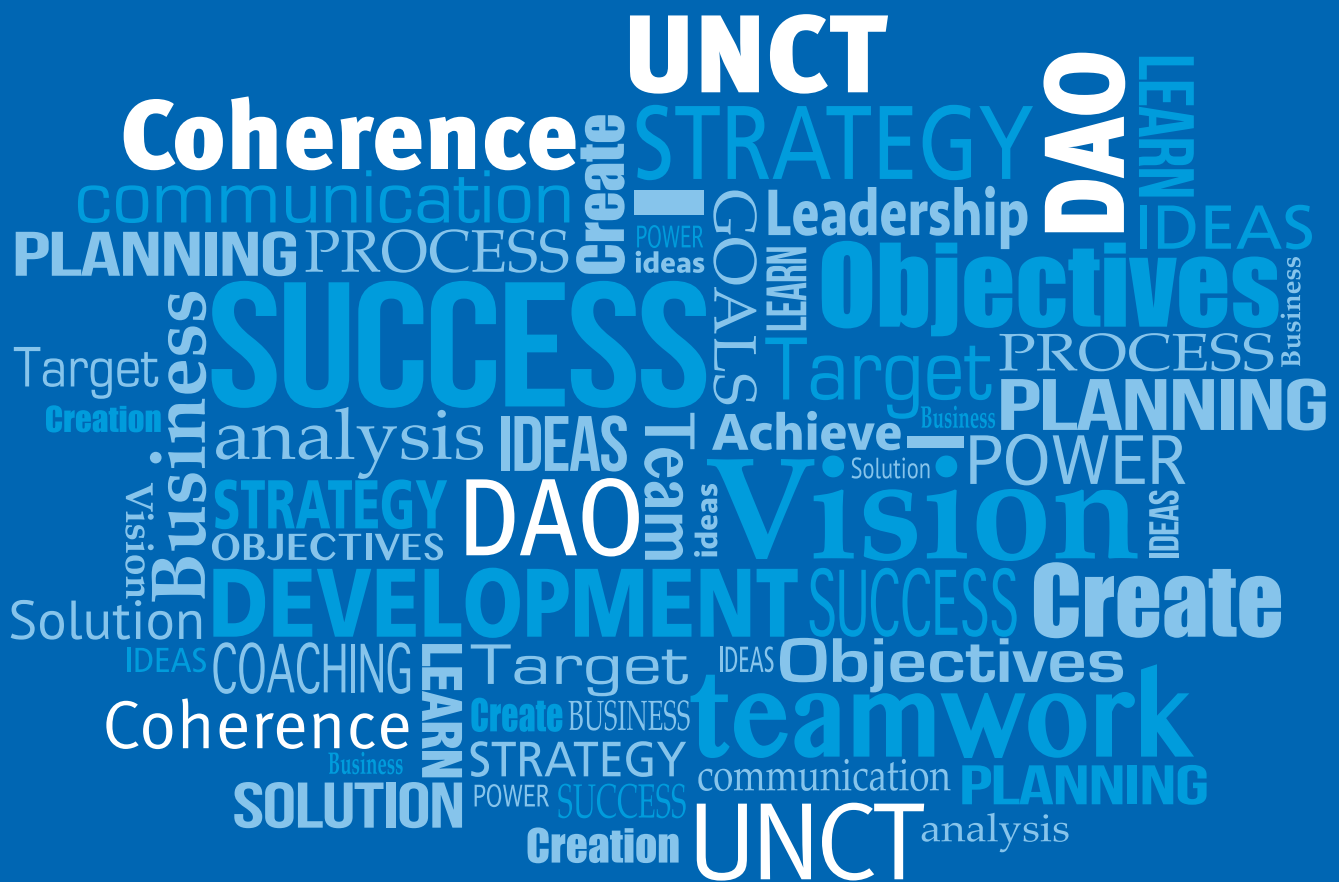 UNCT
Coherence
Create
STRATEGY
DAO
LEARN
communication
Leadership
IDEAS
PLANNING
PROCESS
POWER
ideas
GOALS
LEARN
Objectives
Business
Business
SUCCESS
Target
Target
PROCESS
Creation
analysis
IDEAS
Team
Achieve
Business
PLANNING
Solution
POWER
Vision
STRATEGY
DAO
ideas
Vision
IDEAS
OBJECTIVES
Solution
DEVELOPMENT
SUCCESS
Create
IDEAS
COACHING
LEARN
Target
IDEAS
Objectives
Coherence
Create
BUSINESS
teamwork
Business
STRATEGY
communication
PLANNING
SOLUTION
POWER
SUCCESS
Creation
UNCT
analysis